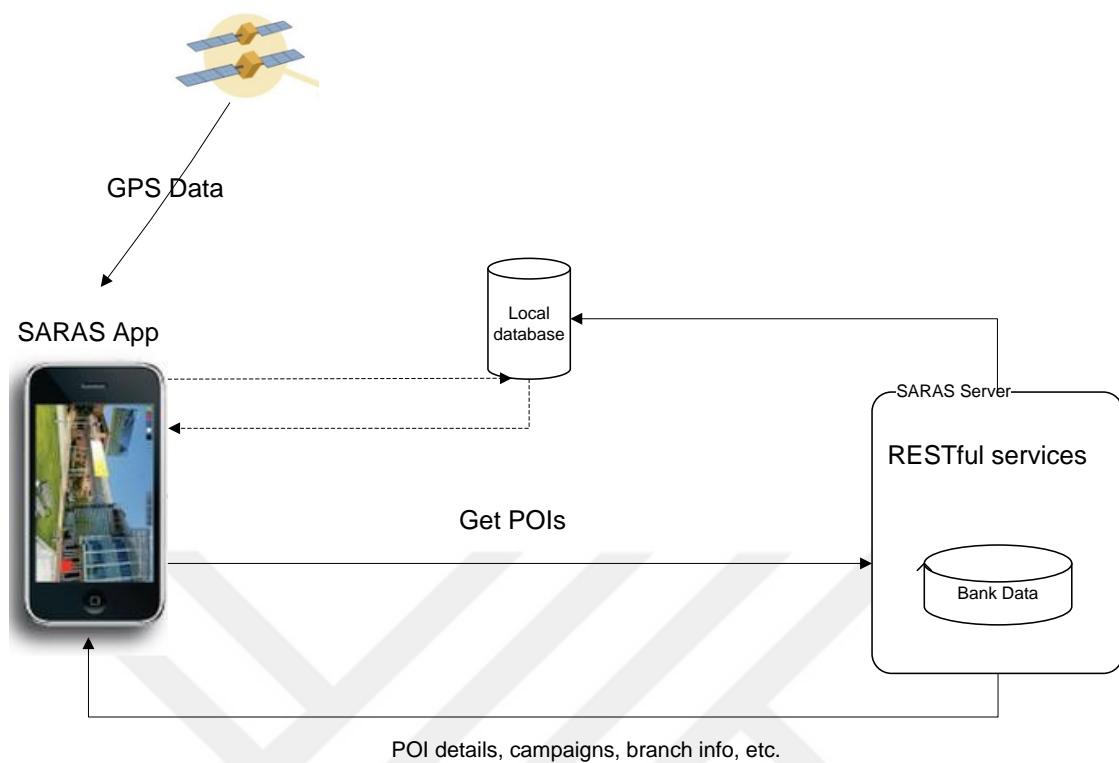 GPS Data
SARAS App
Local
database
SARAS Server
RESTful services
Get POIs
Bank Data
POI details, campaigns, branch info, etc.